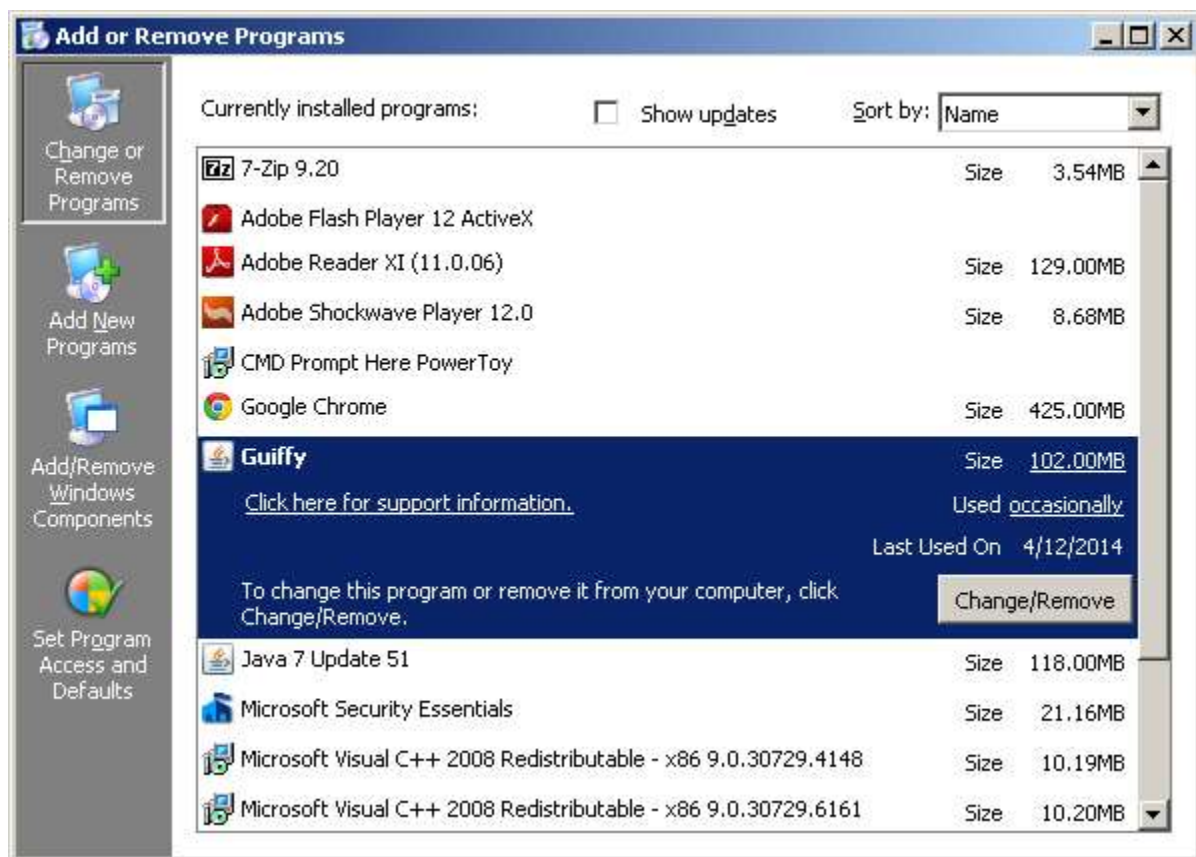 Add or Remove Programs
Change or
Remove
Programs
Add New
Programs
Add/Remove
Windows
Components
Set Program
Access and
Defaults
Currently installed programs:
Show updates
Sort by: Name
7z 7-Zip 9.20 Size 3.54MB
Adobe Flash Player 12 ActiveX
Adobe Reader XI (11.0.06) Size 129.00MB
Adobe Shockwave Player 12.0 Size 8.68MB
CMD Prompt Here PowerToy
Google Chrome Size 425.00MB
Guiffy Size 102.00MB
Click here for support information. Used occasionally
Last Used On 4/12/2014
To change this program or remove it from your computer, click
Change/Remove.
Change/Remove
Java 7 Update 51 Size 118.00MB
Microsoft Security Essentials Size 21.16MB
Microsoft Visual C++ 2008 Redistributable - x86 9.0.30729.4148 Size 10.19MB
Microsoft Visual C++ 2008 Redistributable - x86 9.0.30729.6161 Size 10.20MB